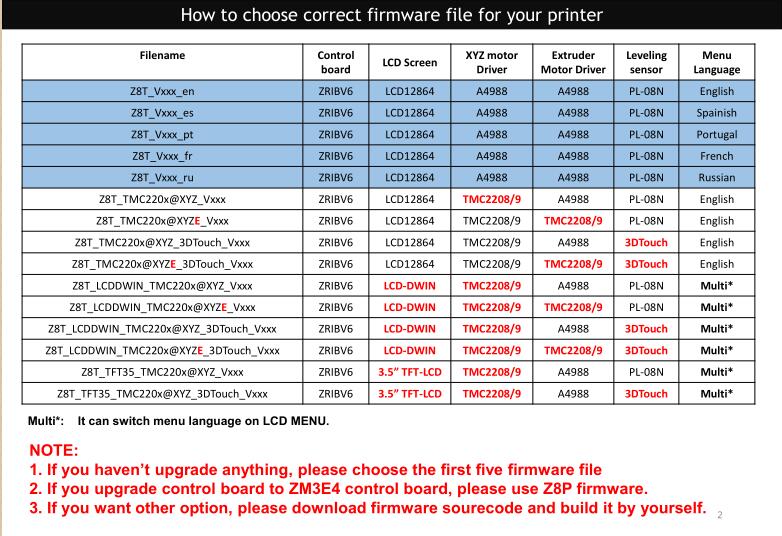 How to choose correct firmware file for your printer
Filename Control board LCD Screen XYZ motor Driver Extruder Motor Driver Leveling sensor Menu Language
Z8T_Vxxx_en ZRIBV6 LCD12864 A4988 A4988 PL-08N English
Z8T_Vxxx_es ZRIBV6 LCD12864 A4988 A4988 PL-08N Spainish
Z8T_Vxxx_pt ZRIBV6 LCD12864 A4988 A4988 PL-08N Portugal
Z8T_Vxxx_fr ZRIBV6 LCD12864 A4988 A4988 PL-08N French
Z8T_Vxxx_ru ZRIBV6 LCD12864 A4988 A4988 PL-08N Russian
Z8T_TMC220x@XYZ_Vxxx ZRIBV6 LCD12864 TMC2208/9 A4988 PL-08N English
Z8T_TMC220x@XYZE_Vxxx ZRIBV6 LCD12864 TMC2208/9 TMC2208/9 PL-08N English
Z8T_TMC220x@XYZ_3DTouch_Vxxx ZRIBV6 LCD12864 TMC2208/9 A4988 3DTouch English
Z8T_TMC220x@XYZE_3DTouch_Vxxx ZRIBV6 LCD12864 TMC2208/9 TMC2208/9 3DTouch English
Z8T_LCDDWIN_TMC220x@XYZ_Vxxx ZRIBV6 LCD-DWIN TMC2208/9 A4988 PL-08N Multi*
Z8T_LCDDWIN_TMC220x@XYZE_Vxxx ZRIBV6 LCD-DWIN TMC2208/9 TMC2208/9 PL-08N Multi*
Z8T_LCDDWIN_TMC220x@XYZ_3DTouch_Vxxx ZRIBV6 LCD-DWIN TMC2208/9 A4988 3DTouch Multi*
Z8T_LCDDWIN_TMC220x@XYZE_3DTouch_Vxxx ZRIBV6 LCD-DWIN TMC2208/9 TMC2208/9 3DTouch Multi*
Z8T_TFT35_TMC220x@XYZ_Vxxx ZRIBV6 3.5” TFT-LCD TMC2208/9 A4988 PL-08N Multi*
Z8T_TFT35_TMC220x@XYZ_3DTouch_Vxxx ZRIBV6 3.5” TFT-LCD TMC2208/9 A4988 3DTouch Multi*
Multi*: It can switch menu language on LCD MENU.
NOTE:
1. If you haven’t upgrade anything, please choose the first five firmware file
2. If you upgrade control board to ZM3E4 control board, please use Z8P firmware.
3. If you want other option, please download firmware sourecode and build it by yourself.
2